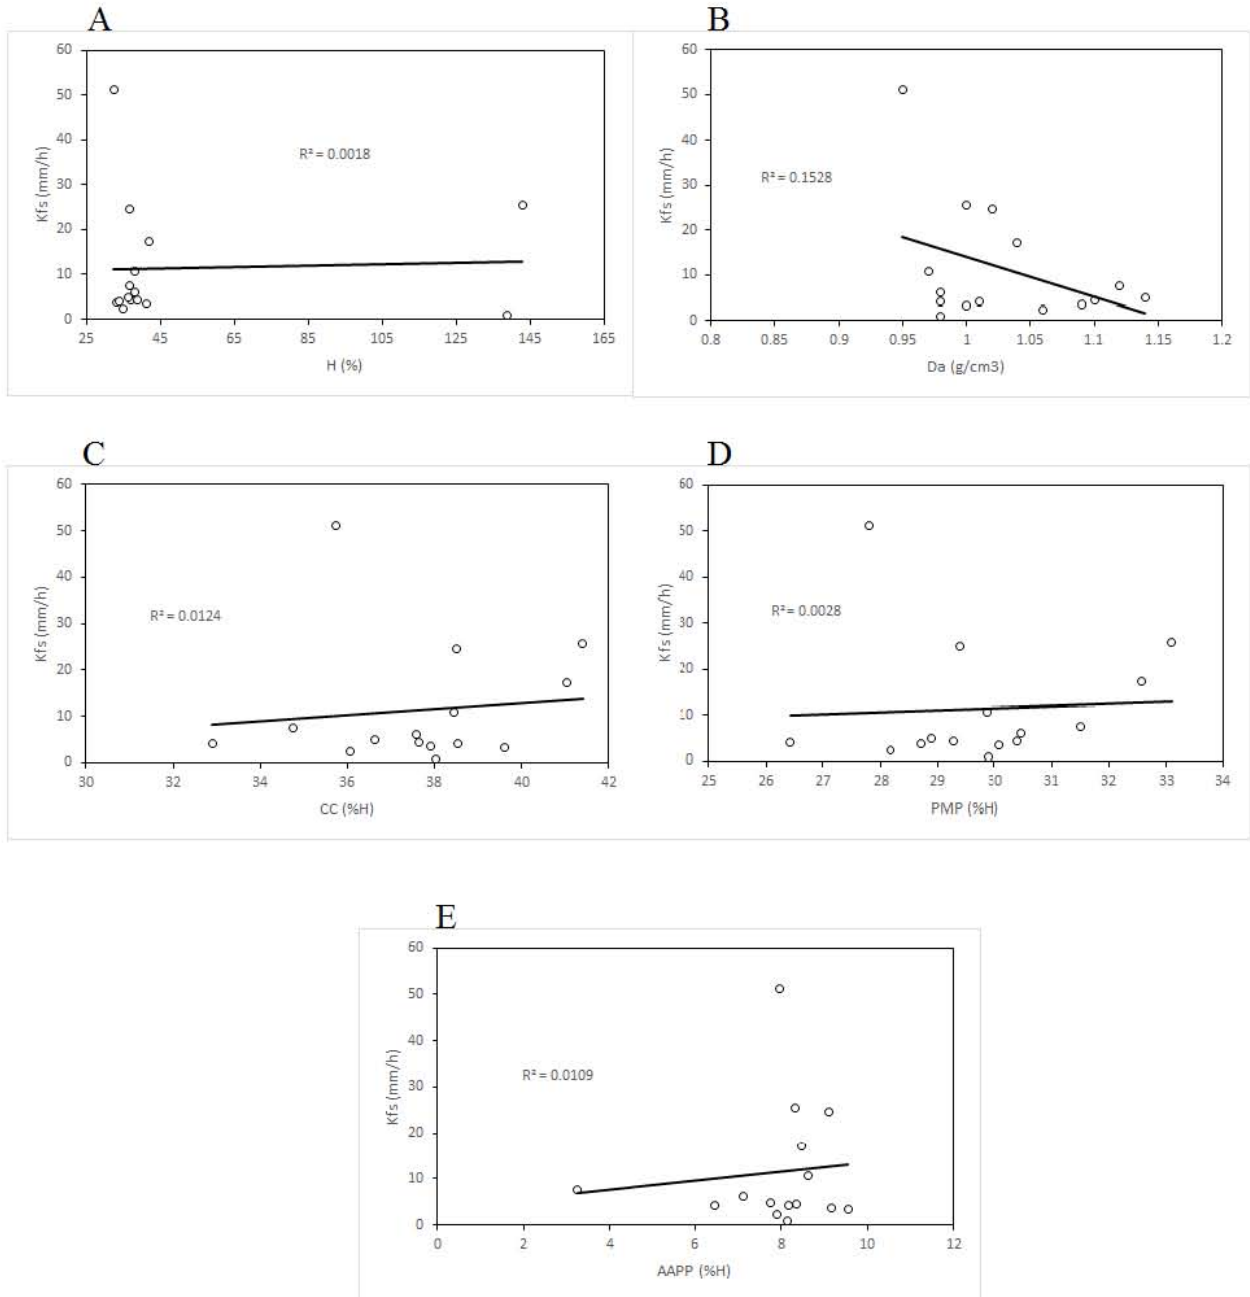 A
60
50
40
30
20
10
0
Kfs (mm/h)
R² = 0.0018
25 45 65 85 105 125 145 165
H (%)
B
60
50
40
30
20
10
0
Kfs (mm/h)
R² = 0.1528
0.8 0.85 0.9 0.95 1 1.05 1.1 1.15 1.2
Da (g/cm3)
C
60
50
40
30
20
10
0
Kfs (mm/h)
R² = 0.0124
30 32 34 36 38 40 42
CC (%H)
D
60
50
40
30
20
10
0
Kfs (mm/h)
R² = 0.0028
25 26 27 28 29 30 31 32 33 34
PMP (%H)
E
60
50
40
30
20
10
0
Kfs (mm/h)
R² = 0.0109
0 2 4 6 8 10 12
AAPP (%H)